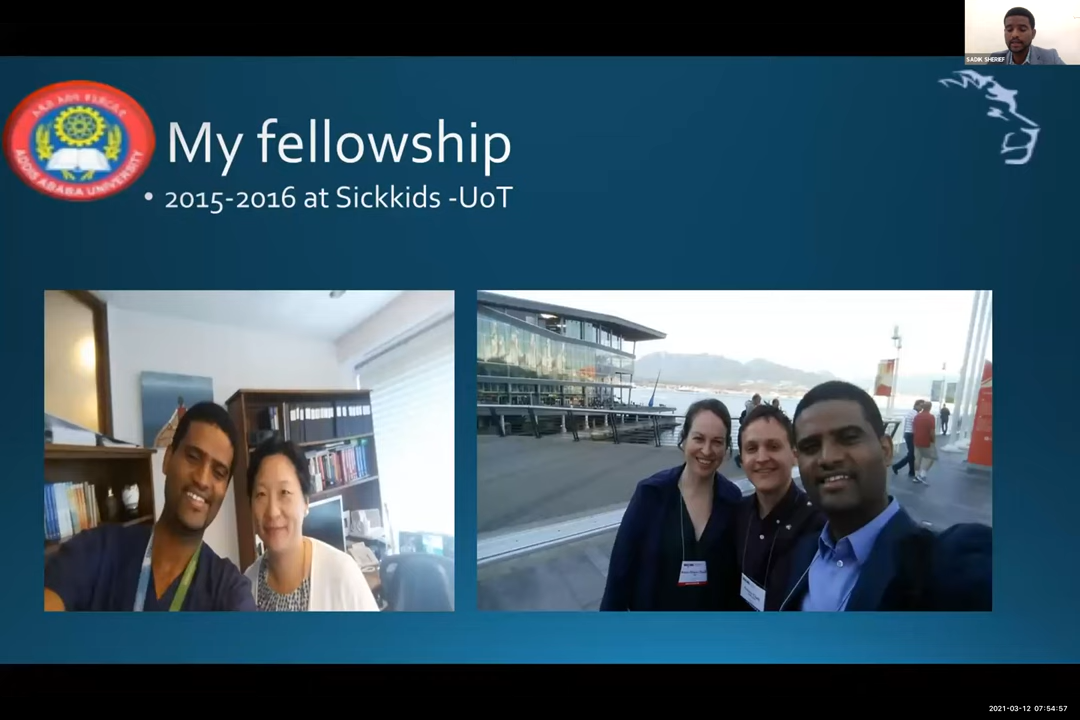 SADIK SHERIEF
My fellowship
• 2015-2016 at Sickkids -UoT
ADDIS ABABA UNIVERSITY
2021-03-12 07:54:57